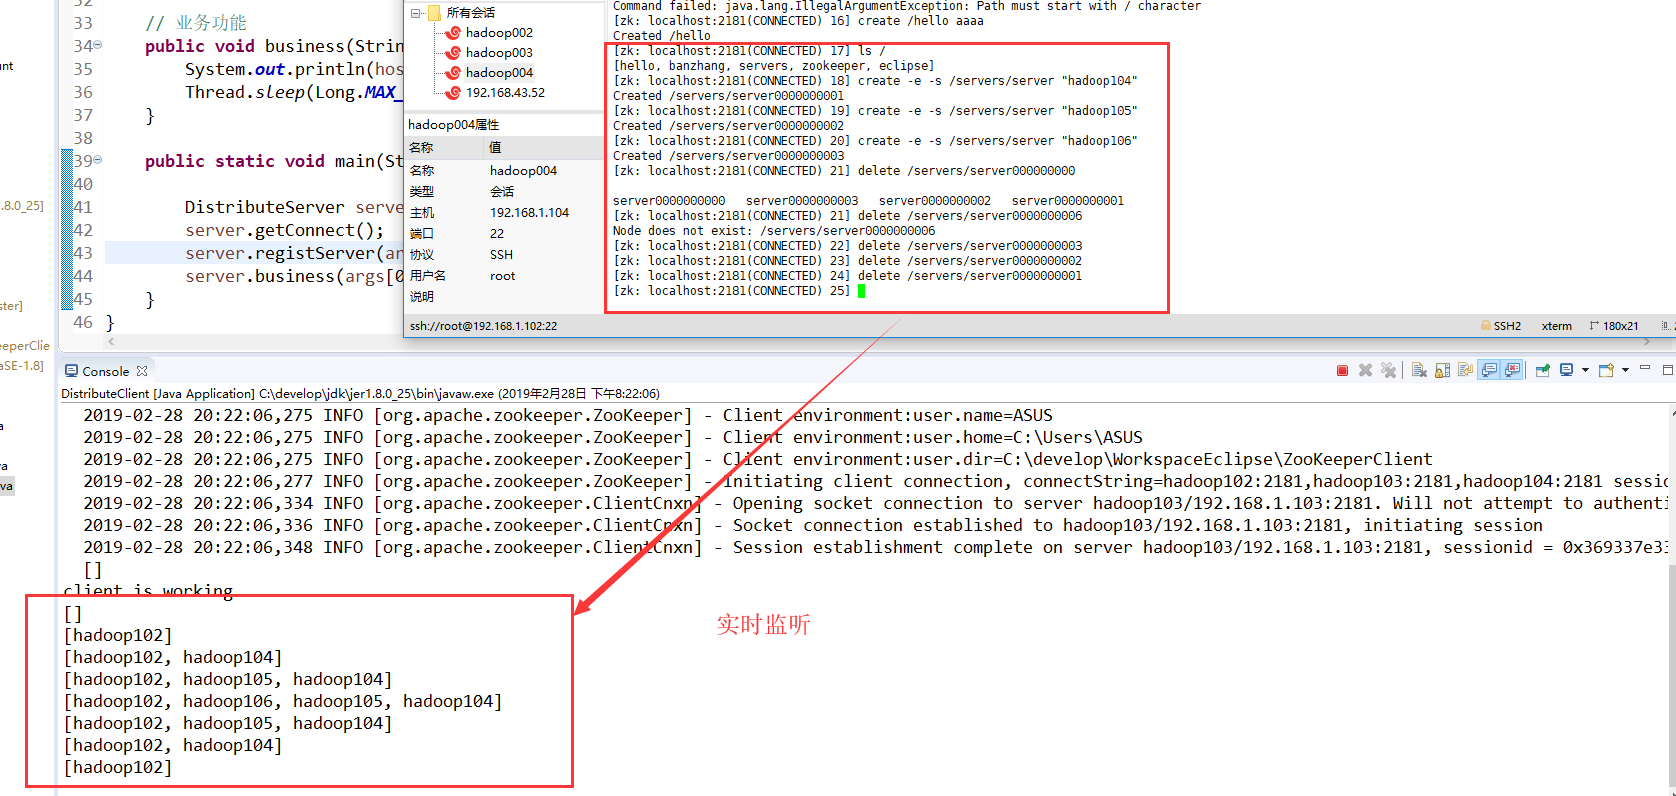 32
33 // 业务功能
34 public void business(Strin
35 System.out.println(hos
36 Thread.sleep(Long.MAX_
37 }
38
39 public static void main(St
40
41 DistributeServer serve
42 server.getConnect();
43 server.registServer(ar
44 server.business(args[0
45 }
46 }
unt
.8.0_25]
ster]
eeperClie
aSE-1.8]
a
va
va
所有会话
hadoop002
hadoop003
hadoop004
192.168.43.52
hadoop004属性
名称 值
名称 hadoop004
类型 会话
主机 192.168.1.104
端口 22
协议 SSH
用户名 root
说明
Command failed: java.lang.IllegalArgumentException: Path must start with / character
[zk: localhost:2181(CONNECTED) 16] create /hello aaaa
Created /hello
[zk: localhost:2181(CONNECTED) 17] ls /
[hello, banzhang, servers, zookeeper, eclipse]
[zk: localhost:2181(CONNECTED) 18] create -e -s /servers/server "hadoop104"
Created /servers/server0000000001
[zk: localhost:2181(CONNECTED) 19] create -e -s /servers/server "hadoop105"
Created /servers/server0000000002
[zk: localhost:2181(CONNECTED) 20] create -e -s /servers/server "hadoop106"
Created /servers/server0000000003
[zk: localhost:2181(CONNECTED) 21] delete /servers/server000000000
server0000000000 server0000000003 server0000000002 server0000000001
[zk: localhost:2181(CONNECTED) 21] delete /servers/server0000000006
Node does not exist: /servers/server0000000006
[zk: localhost:2181(CONNECTED) 22] delete /servers/server0000000003
[zk: localhost:2181(CONNECTED) 23] delete /servers/server0000000002
[zk: localhost:2181(CONNECTED) 24] delete /servers/server0000000001
[zk: localhost:2181(CONNECTED) 25]
ssh://root@192.168.1.102:22 SSH2 xterm 180x21
Console
DistributeClient [Java Application] C:\develop\jdk\jer1.8.0_25\bin\javaw.exe (2019年2月28日 下午8:22:06)
2019-02-28 20:22:06,275 INFO [org.apache.zookeeper.ZooKeeper] - Client environment:user.name=ASUS
2019-02-28 20:22:06,275 INFO [org.apache.zookeeper.ZooKeeper] - Client environment:user.home=C:\Users\ASUS
2019-02-28 20:22:06,275 INFO [org.apache.zookeeper.ZooKeeper] - Client environment:user.dir=C:\develop\WorkspaceEclipse\ZooKeeperClient
2019-02-28 20:22:06,277 INFO [org.apache.zookeeper.ZooKeeper] - Initiating client connection, connectString=hadoop102:2181,hadoop103:2181,hadoop104:2181 sessio
2019-02-28 20:22:06,334 INFO [org.apache.zookeeper.ClientCnxn] - Opening socket connection to server hadoop103/192.168.1.103:2181. Will not attempt to authenti
2019-02-28 20:22:06,336 INFO [org.apache.zookeeper.ClientCnxn] - Socket connection established to hadoop103/192.168.1.103:2181, initiating session
2019-02-28 20:22:06,348 INFO [org.apache.zookeeper.ClientCnxn] - Session establishment complete on server hadoop103/192.168.1.103:2181, sessionid = 0x369337e33
[]
client is working
[]
[hadoop102]
[hadoop102, hadoop104]
[hadoop102, hadoop105, hadoop104]
[hadoop102, hadoop106, hadoop105, hadoop104]
[hadoop102, hadoop105, hadoop104]
[hadoop102, hadoop104]
[hadoop102]
实时监听